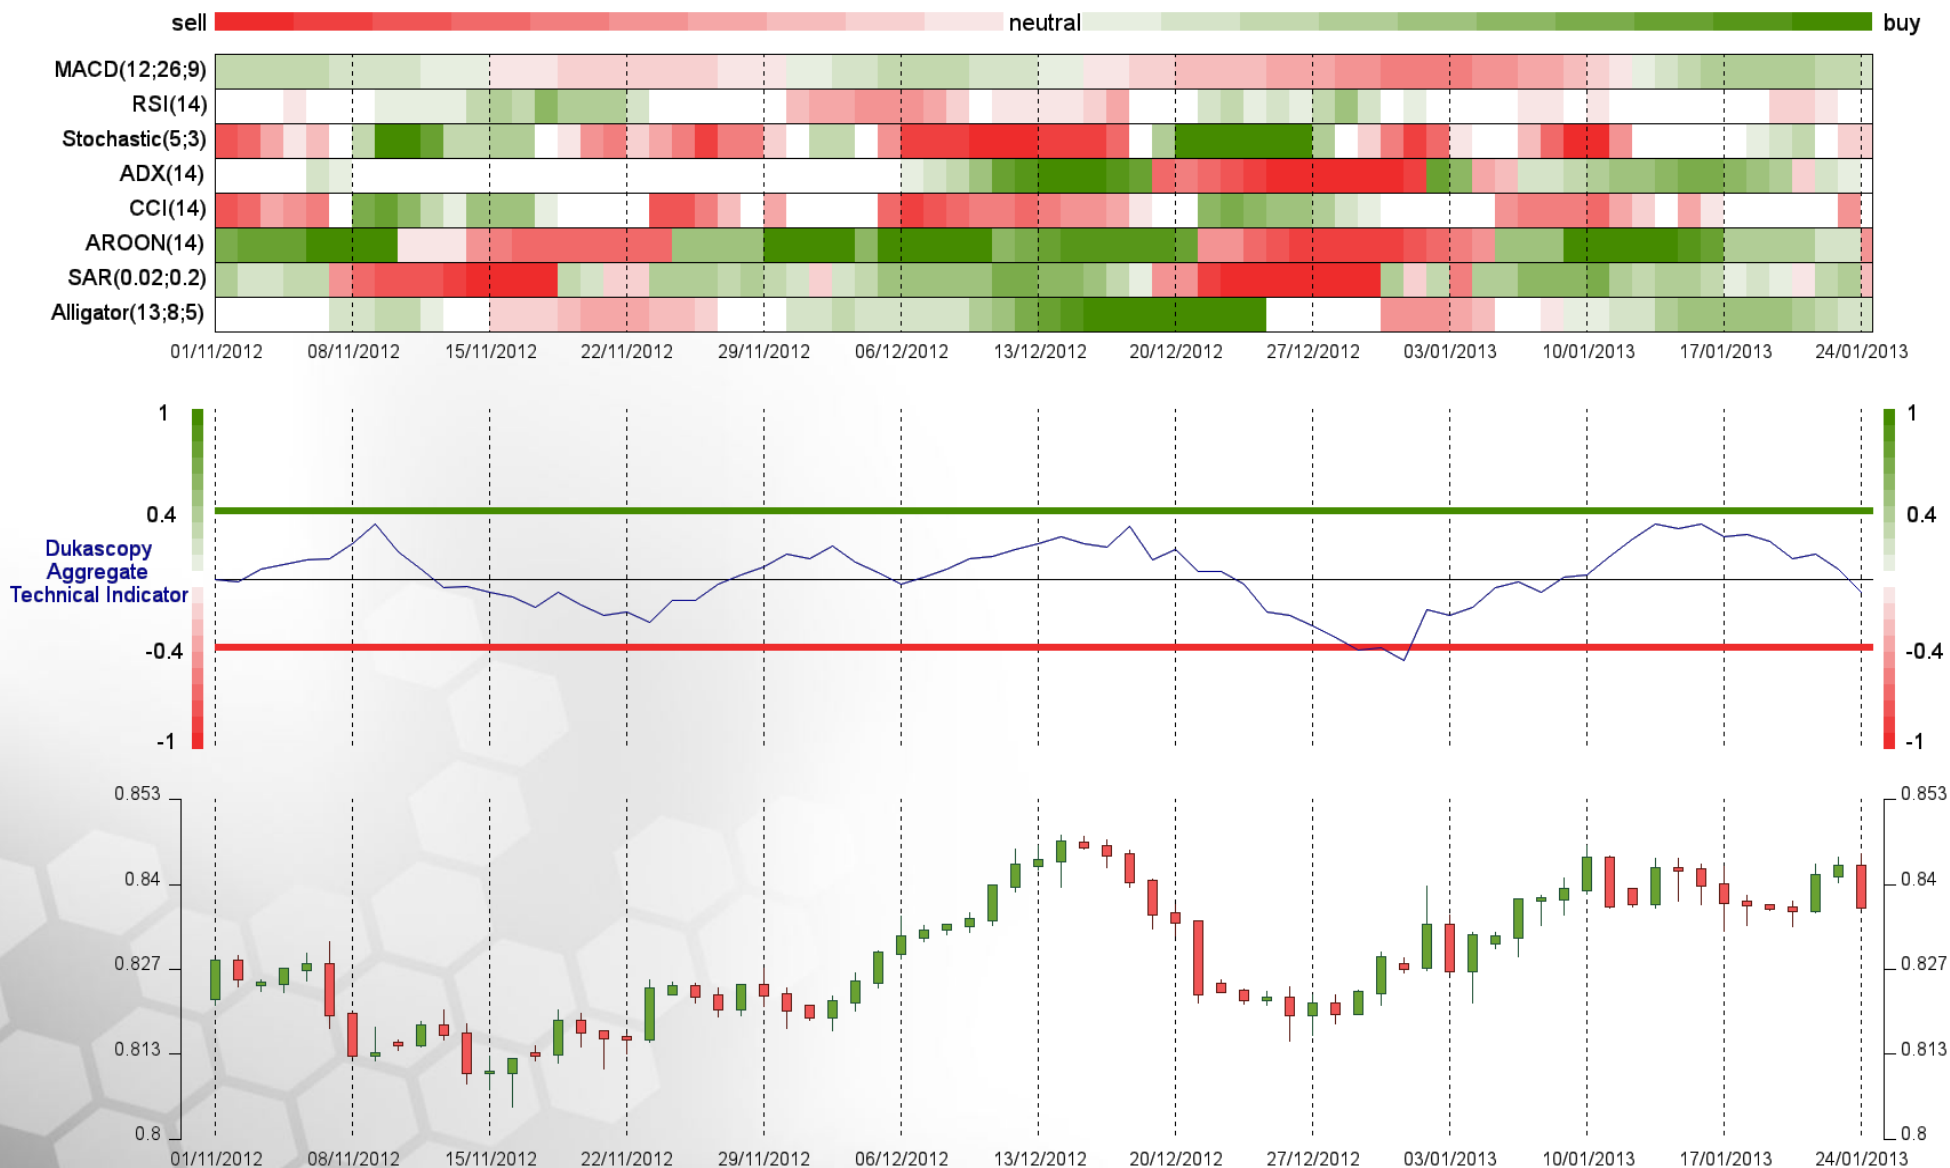 sell neutral buy
MACD(12;26;9)
RSI(14)
Stochastic(5;3)
ADX(14)
CCI(14)
AROON(14)
SAR(0.02;0.2)
Alligator(13;8;5)
01/11/2012 08/11/2012 15/11/2012 22/11/2012 29/11/2012 06/12/2012 13/12/2012 20/12/2012 27/12/2012 03/01/2013 10/01/2013 17/01/2013 24/01/2013
1 1
0.4 0.4
Dukascopy
Aggregate
Technical Indicator
-0.4 -0.4
-1 -1
0.853 0.853
0.84 0.84
0.827 0.827
0.813 0.813
0.8 0.8
01/11/2012 08/11/2012 15/11/2012 22/11/2012 29/11/2012 06/12/2012 13/12/2012 20/12/2012 27/12/2012 03/01/2013 10/01/2013 17/01/2013 24/01/2013